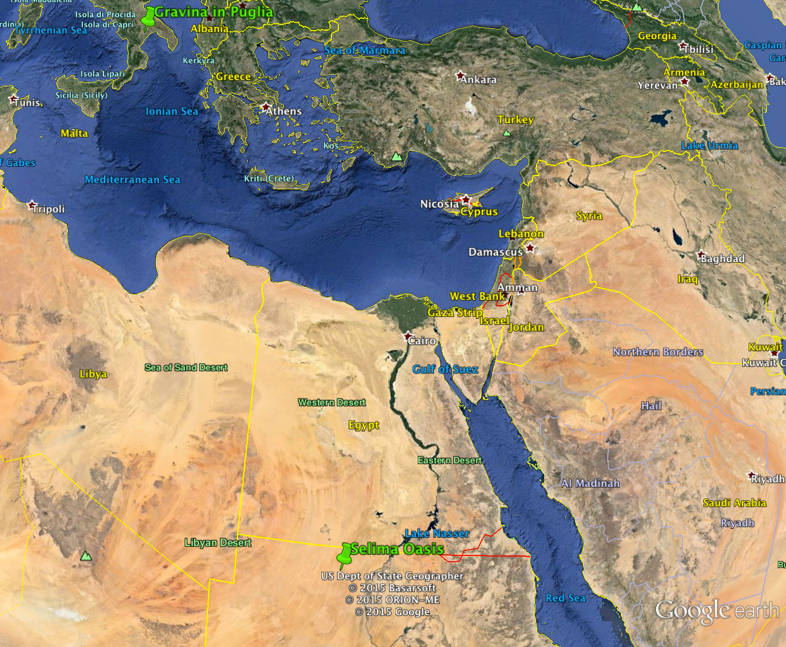 Isola di Procida
Gravina in Puglia
Isola di Capri
Tyrrhenian Sea
Albania
Georgia
Tbilisi
Caspian
Sea of Marmara
Kerkyra
Greece
Ankara
Armenia
Yerevan
Azerbaijan
Bak
Isola Lipari
Sicilia (Sicily)
Tunis
Ionian Sea
Athens
Turkey
Malta
Kos
Lake Urmia
of Gabes
Mediterranean Sea
Kriti (Crete)
Tripoli
Nicosia
Cyprus
Syria
Lebanon
Damascus
Baghdad
Amman
West Bank
Iraq
Gaza Strip
Israel
Jordan
Cairo
Kuwait
Northern Borders
Kuwait C
Sea of Sand Desert
Libya
Gulf of Suez
Persian
Western Desert
Hail
Egypt
Eastern Desert
Al Madinah
Riyadh
Saudi Arabia
Riyadh
Lake Nasser
Libyan Desert
Selima Oasis
US Dept of State Geographer
© 2015 Basarsoft
© 2015 ORION-ME
© 2015 Google
Red Sea
Google earth